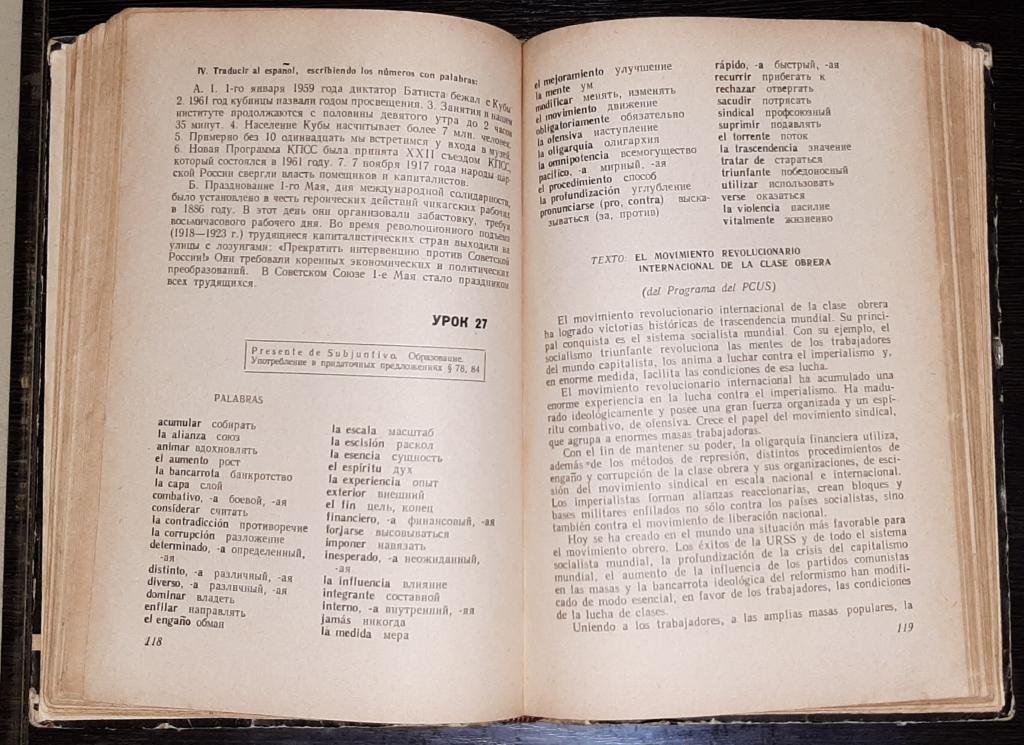 IV. Traducir al español, escribiendo los números con palabras:
А. 1. 1-го января 1959 года диктатор Батиста бежал с Кубы
2. 1961 год кубинцы назвали годом просвещения. 3. Занятия в нашем
институте продолжаются с половины девятого утра до 2 часов
35 минут. 4. Население Кубы насчитывает более 7 млн. человек.
5. Примерно без 10 одинадцать мы встретимся у входа в музей.
6. Новая Программа КПСС была принята XXII съездом КПСС,
который состоялся в 1961 году. 7. 7 ноября 1917 года народы цар-
ской России свергли власть помещиков и капиталистов.
Б. Празднование 1-го Мая, дня международной солидарности,
было установлено в честь героических действий чикагских рабочих
в 1886 году. В этот день они организовали забастовку, требуя
восьмичасового рабочего дня. Во время революционного подъема
(1918—1923 г.) трудящиеся капиталистических стран выходили на
улицы с лозунгами: «Прекратить интервенцию против Советской
России!» Они требовали коренных экономических и политических
преобразований. В Советском Союзе 1-е Мая стало праздником
всех трудящихся.
УРОК 27
Presente de Subjuntivo. Образование.
Употребление в придаточных предложениях § 78, 84
PALABRAS
acumular собирать
la alianza союз
animar вдохновлять
el aumento рост
la bancarrota банкротство
la capa слой
combativo, -a боевой, -ая
considerar считать
la contradicción противоречие
la corrupción разложение
determinado, -a определенный,
-ая
distinto, -a различный, -ая
diverso, -a различный, -ая
dominar владеть
enfilar направлять
el engaño обман
la escala масштаб
la escisión раскол
la esencia сущность
el espíritu дух
la experiencia опыт
exterior внешний
el fin цель, конец
financiero, -a финансовый, -ая
forjarse высовываться
imponer навязать
inesperado, -a неожиданный,
-ая
la influencia влияние
integrante составной
interno, -a внутренний, -яя
jamás никогда
la medida мера
118
el mejoramiento улучшение
la mente ум
modificar менять, изменять
el movimiento движение
obligatoriamente обязательно
la ofensiva наступление
la oligarquía олигархия
la omnipotencia всемогущество
pacífico, -a мирный, -ая
el procedimiento способ
la profundización углубление
pronunciarse (pro, contra) выска-
зываться (за, против)
rápido, -a быстрый, -ая
recurrir прибегать к
rechazar отвергать
sacudir потрясать
sindical профсоюзный
suprimir подавлять
el torrente поток
la trascendencia значение
tratar de стараться
triunfante победоносный
utilizar использовать
verse оказаться
la violencia насилие
vitalmente жизненно
TEXTO: EL MOVIMIENTO REVOLUCIONARIO
INTERNACIONAL DE LA CLASE OBRERA
(del Programa del PCUS)
El movimiento revolucionario internacional de la clase obrera
ha logrado victorias históricas de trascendencia mundial. Su princi-
pal conquista es el sistema socialista mundial. Con su ejemplo, el
socialismo triunfante revoluciona las mentes de los trabajadores
del mundo capitalista, los anima a luchar contra el imperialismo y,
en enorme medida, facilita las condiciones de esa lucha.
El movimiento revolucionario internacional ha acumulado una
enorme experiencia en la lucha contra el imperialismo. Ha madu-
rado ideológicamente y posee una gran fuerza organizada y un espí-
ritu combativo, de ofensiva. Crece el papel del movimiento sindical,
que agrupa a enormes masas trabajadoras.
Con el fin de mantener su poder, la oligarquía financiera utiliza,
además de los métodos de represión, distintos procedimientos de
engaño y corrupción de la clase obrera y sus organizaciones, de esci-
sión del movimiento sindical en escala nacional e internacional.
Los imperialistas forman alianzas reaccionarias, crean bloques y
bases militares enfilados no sólo contra los países socialistas, sino
también contra el movimiento de liberación nacional.
Hoy se ha creado en el mundo una situación más favorable para
el movimiento obrero. Los éxitos de la URSS y de todo el sistema
socialista mundial, la profundización de la crisis del capitalismo
mundial, el aumento de la influencia de los partidos comunistas
en las masas y la bancarrota ideológica del reformismo han modifi-
cado de modo esencial, en favor de los trabajadores, las condiciones
de la lucha de clases.
Uniendo a los trabajadores, a las amplias masas populares, la
119